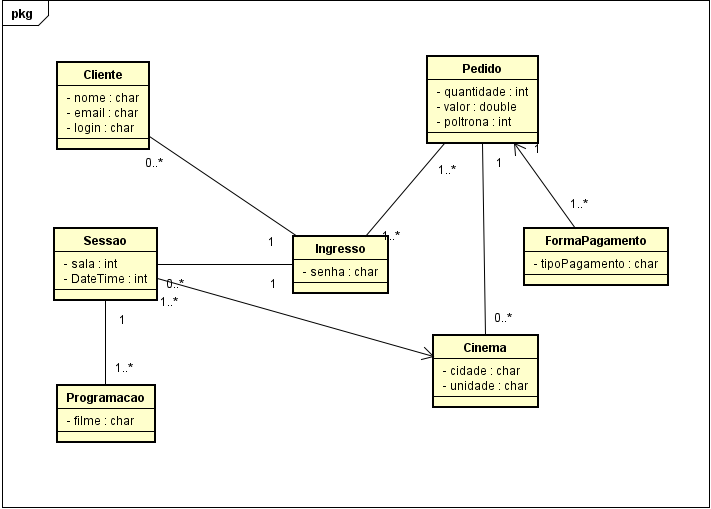 pkg
Cliente
- nome : char
- email : char
- login : char
Pedido
- quantidade : int
- valor : double
- poltrona : int
0..*
1..*
1
1
1..*
Sessao
- sala : int
- DateTime : int
1
1..*
Ingresso
- senha : char
FormaPagamento
- tipoPagamento : char
0..*
1
1..*
1
0..*
Cinema
- cidade : char
- unidade : char
1..*
Programacao
- filme : char